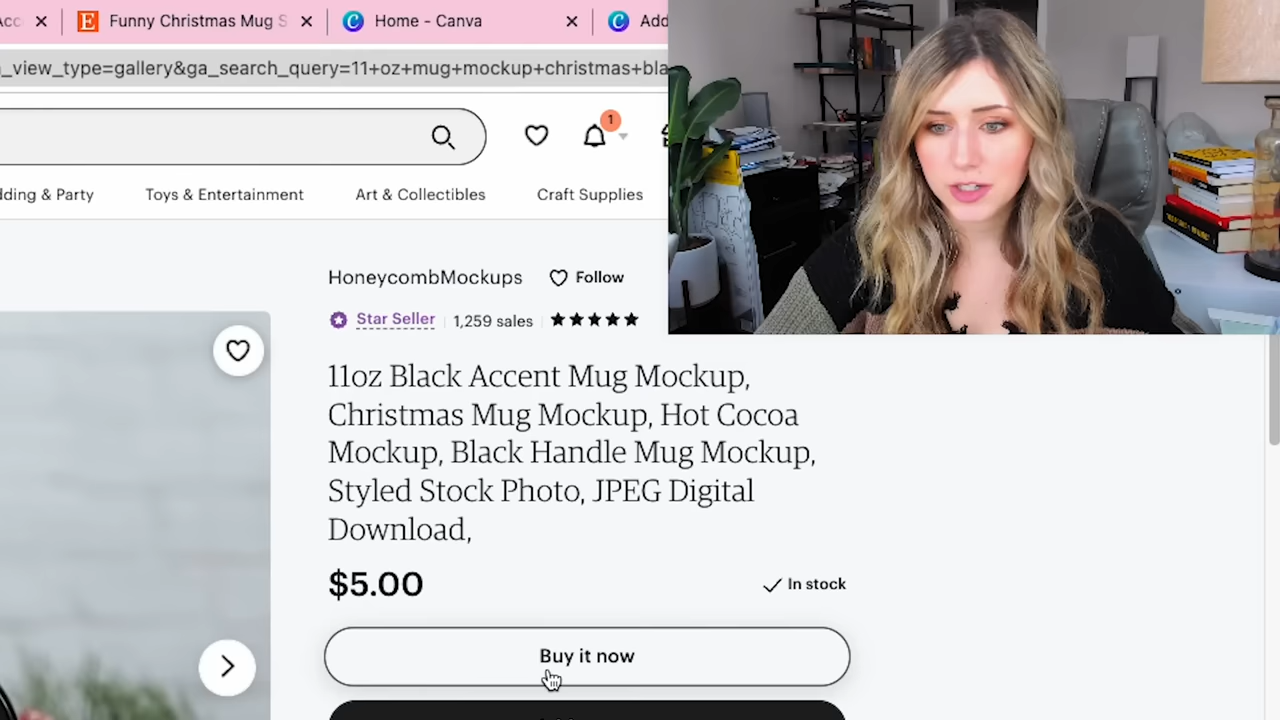 Funny Christmas Mug S
Home - Canva
Add
_view_type=gallery&ga_search_query=11+oz+mug+mockup+christmas+bla
1
dding & Party
Toys & Entertainment
Art & Collectibles
Craft Supplies
HoneycombMockups
Follow
Star Seller
1,259 sales
11oz Black Accent Mug Mockup,
Christmas Mug Mockup, Hot Cocoa
Mockup, Black Handle Mug Mockup,
Styled Stock Photo, JPEG Digital
Download,
$5.00
In stock
Buy it now